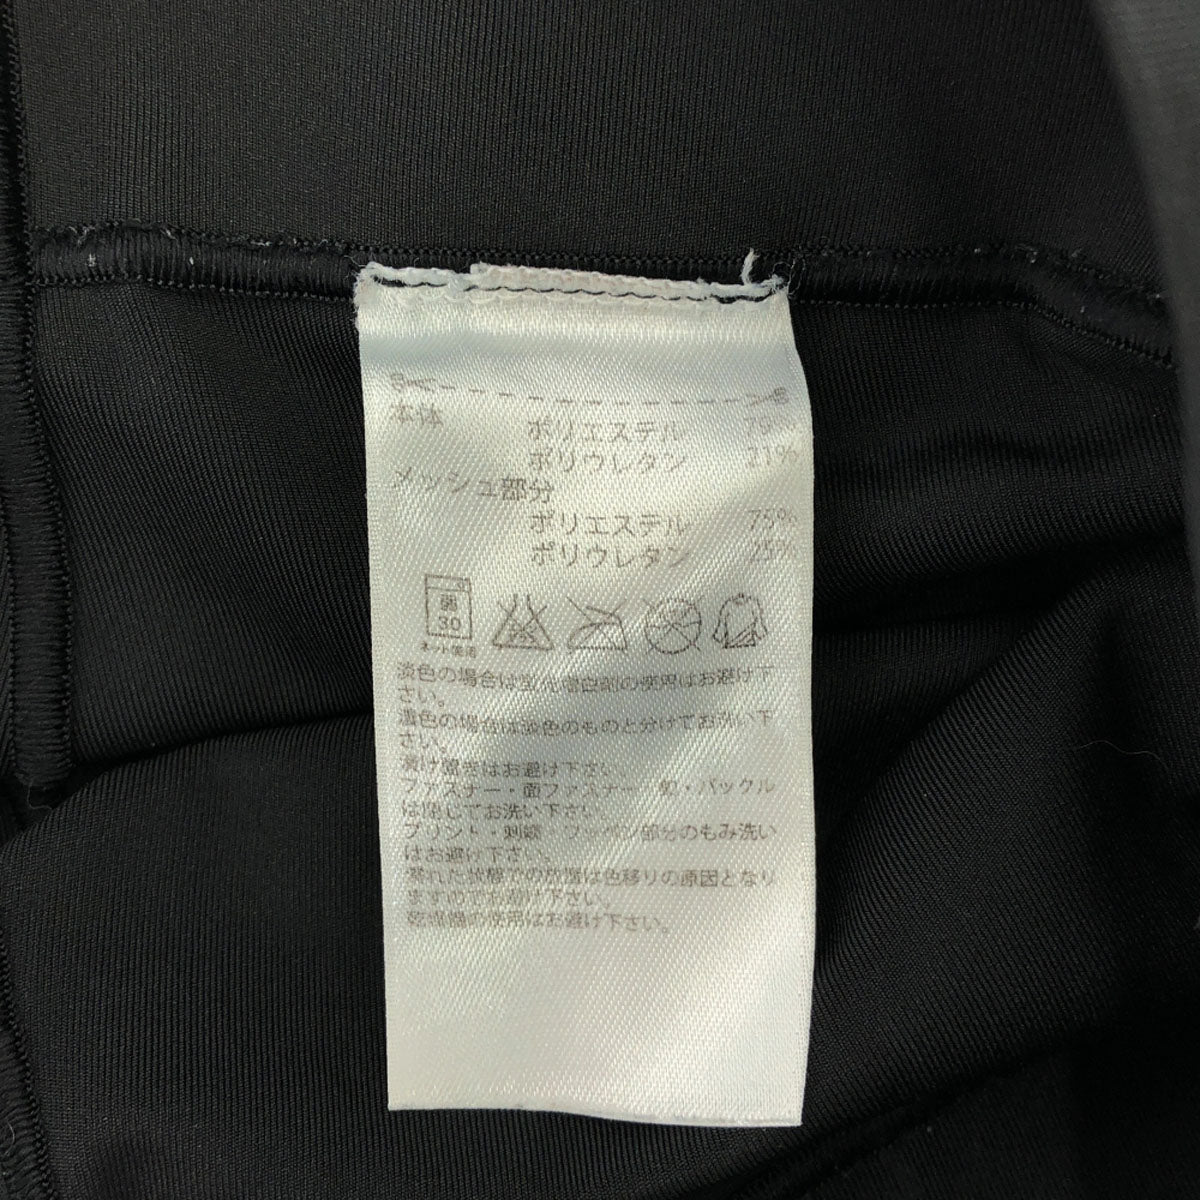 本体
ポリエステル 79%
ポリウレタン 21%
メッシュ部分
ポリエステル 75%
ポリウレタン 25%
弱
30
ネット使用
淡色の場合は蛍光増白剤の使用はお避け下
さい。
濃色の場合は淡色のものと分けてお洗い下
さい。
漬け置きはお避け下さい。
ファスナー・面ファスナー・釦・バックル
は閉じてお洗い下さい。
プリント・刺繍・ワッペン部分のもみ洗い
はお避け下さい。
濡れた状態での放置は色移りの原因となり
ますのでお避け下さい。
乾燥機の使用はお避け下さい。